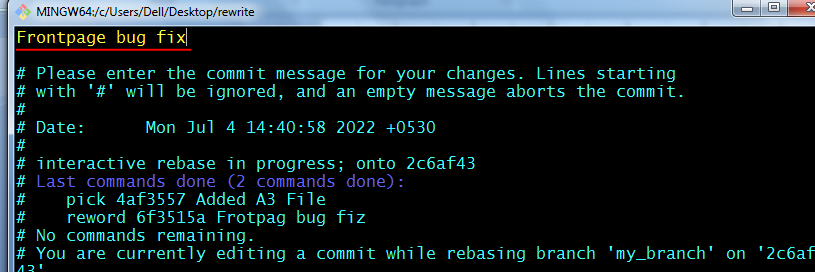 MINGW64:/c/Users/Dell/Desktop/rewrite
Frontpage bug fix
# Please enter the commit message for your changes. Lines starting
# with '#' will be ignored, and an empty message aborts the commit.
#
# Date:      Mon Jul 4 14:40:58 2022 +0530
#
# interactive rebase in progress; onto 2c6af43
# Last commands done (2 commands done):
#    pick 4af3557 Added A3 File
#    reword 6f3515a Frotpag bug fiz
# No commands remaining.
# You are currently editing a commit while rebasing branch 'my_branch' on '2c6af
43'.